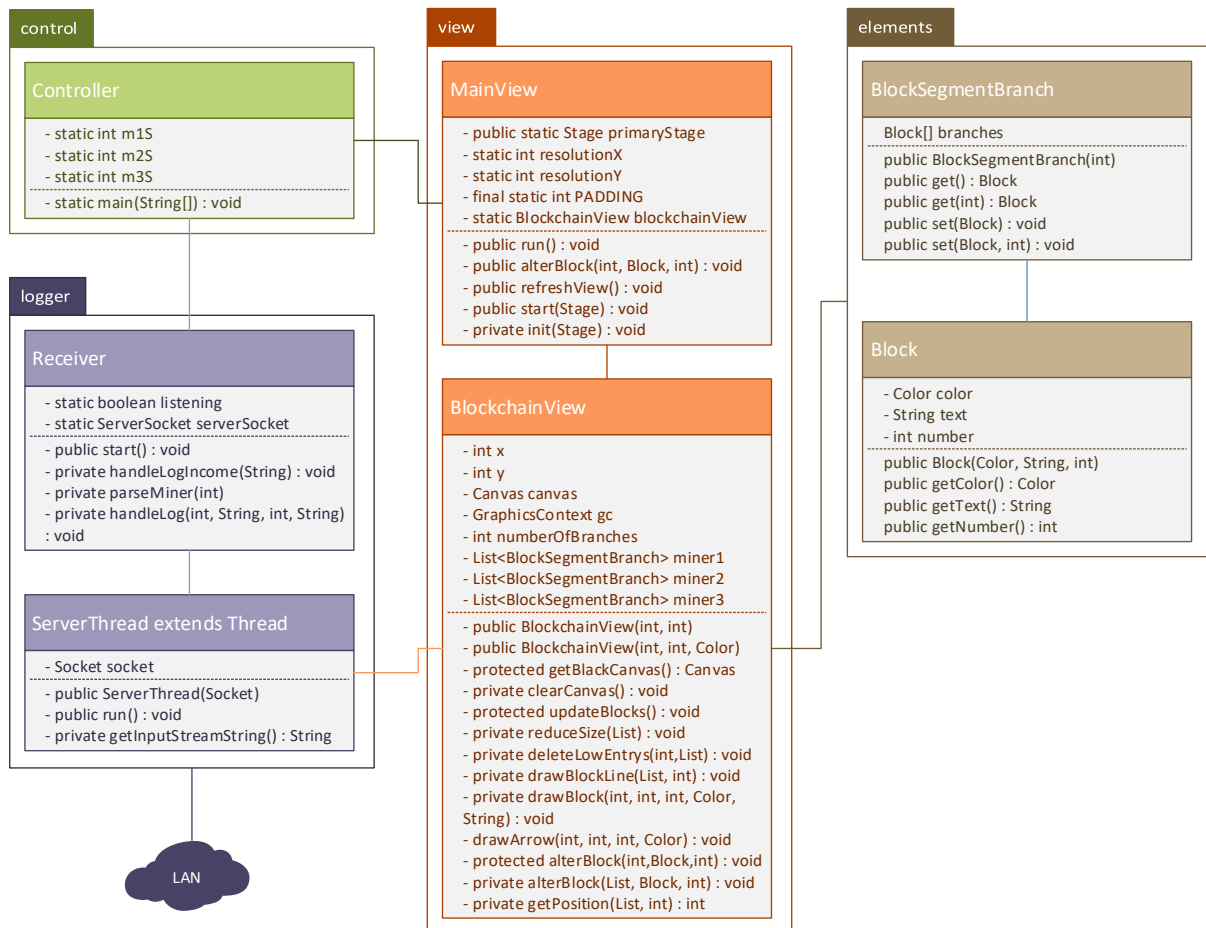 control
Controller
- static int m1S
- static int m2S
- static int m3S
- static main(String[]) : void
logger
Receiver
- static boolean listening
- static ServerSocket serverSocket
- public start() : void
- private handleLogIncome(String) : void
- private parseMiner(int)
- private handleLog(int, String, int, String)
: void
ServerThread extends Thread
- Socket socket
- public ServerThread(Socket)
- public run() : void
- private getInputStreamString() : String
LAN
view
MainView
- public static Stage primaryStage
- static int resolutionX
- static int resolutionY
- final static int PADDING
- static BlockchainView blockchainView
- public run() : void
- public alterBlock(int, Block, int) : void
- public refreshView() : void
- public start(Stage) : void
- private init(Stage) : void
BlockchainView
- int x
- int y
- Canvas canvas
- GraphicsContext gc
- int numberOfBranches
- List<BlockSegmentBranch> miner1
- List<BlockSegmentBranch> miner2
- List<BlockSegmentBranch> miner3
- public BlockchainView(int, int)
- public BlockchainView(int, int, Color)
- protected getBlackCanvas() : Canvas
- private clearCanvas() : void
- protected updateBlocks() : void
- private reduceSize(List) : void
- private deleteLowEntrys(int,List) : void
- private drawBlockLine(List, int) : void
- private drawBlock(int, int, int, Color,
String) : void
- drawArrow(int, int, int, Color) : void
- protected alterBlock(int,Block,int) : void
- private alterBlock(List, Block, int) : void
- private getPosition(List, int) : int
elements
BlockSegmentBranch
Block[] branches
public BlockSegmentBranch(int)
public get() : Block
public get(int) : Block
public set(Block) : void
public set(Block, int) : void
Block
- Color color
- String text
- int number
public Block(Color, String, int)
public getColor() : Color
public getText() : String
public getNumber() : int